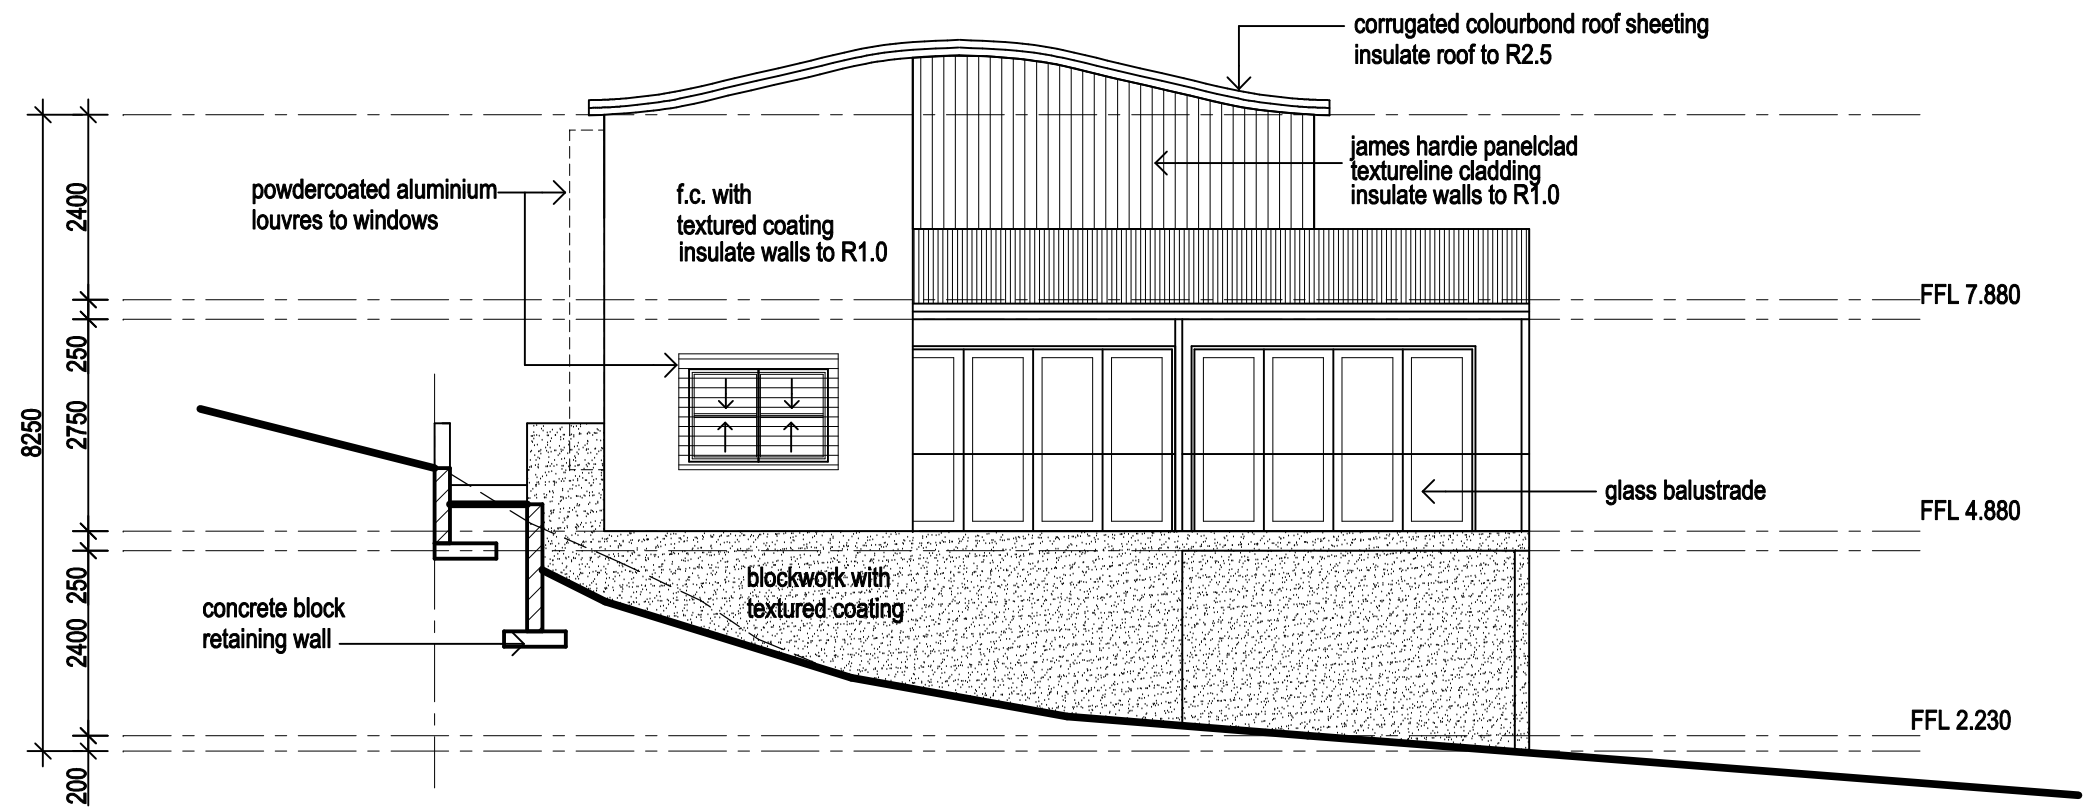 corrugated colourbond roof sheeting
insulate roof to R2.5
james hardie panelclad
textureline cladding
insulate walls to R1.0
powdercoated aluminium
louvres to windows
f.c. with
textured coating
insulate walls to R1.0
2400
FFL 7.880
250
2750
8250
glass balustrade
FFL 4.880
blockwork with
textured coating
250
concrete block
retaining wall
2400
FFL 2.230
200